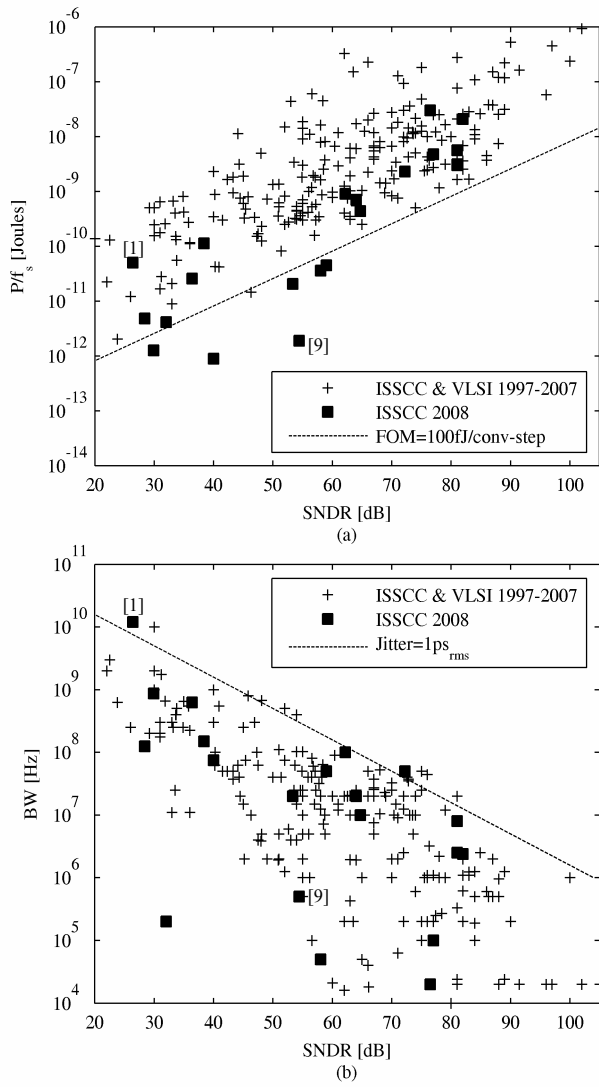 10^-6
10^-7
10^-8
10^-9
10^-10
10^-11
10^-12
10^-13
10^-14
P/f_s [Joules]
[1]
[9]
ISSCC & VLSI 1997-2007
ISSCC 2008
FOM=100fJ/conv-step
20 30 40 50 60 70 80 90 100
SNDR [dB]
(a)
10^11
10^10
10^9
10^8
10^7
10^6
10^5
10^4
BW [Hz]
[1]
[9]
ISSCC & VLSI 1997-2007
ISSCC 2008
Jitter=1ps_rms
20 30 40 50 60 70 80 90 100
SNDR [dB]
(b)